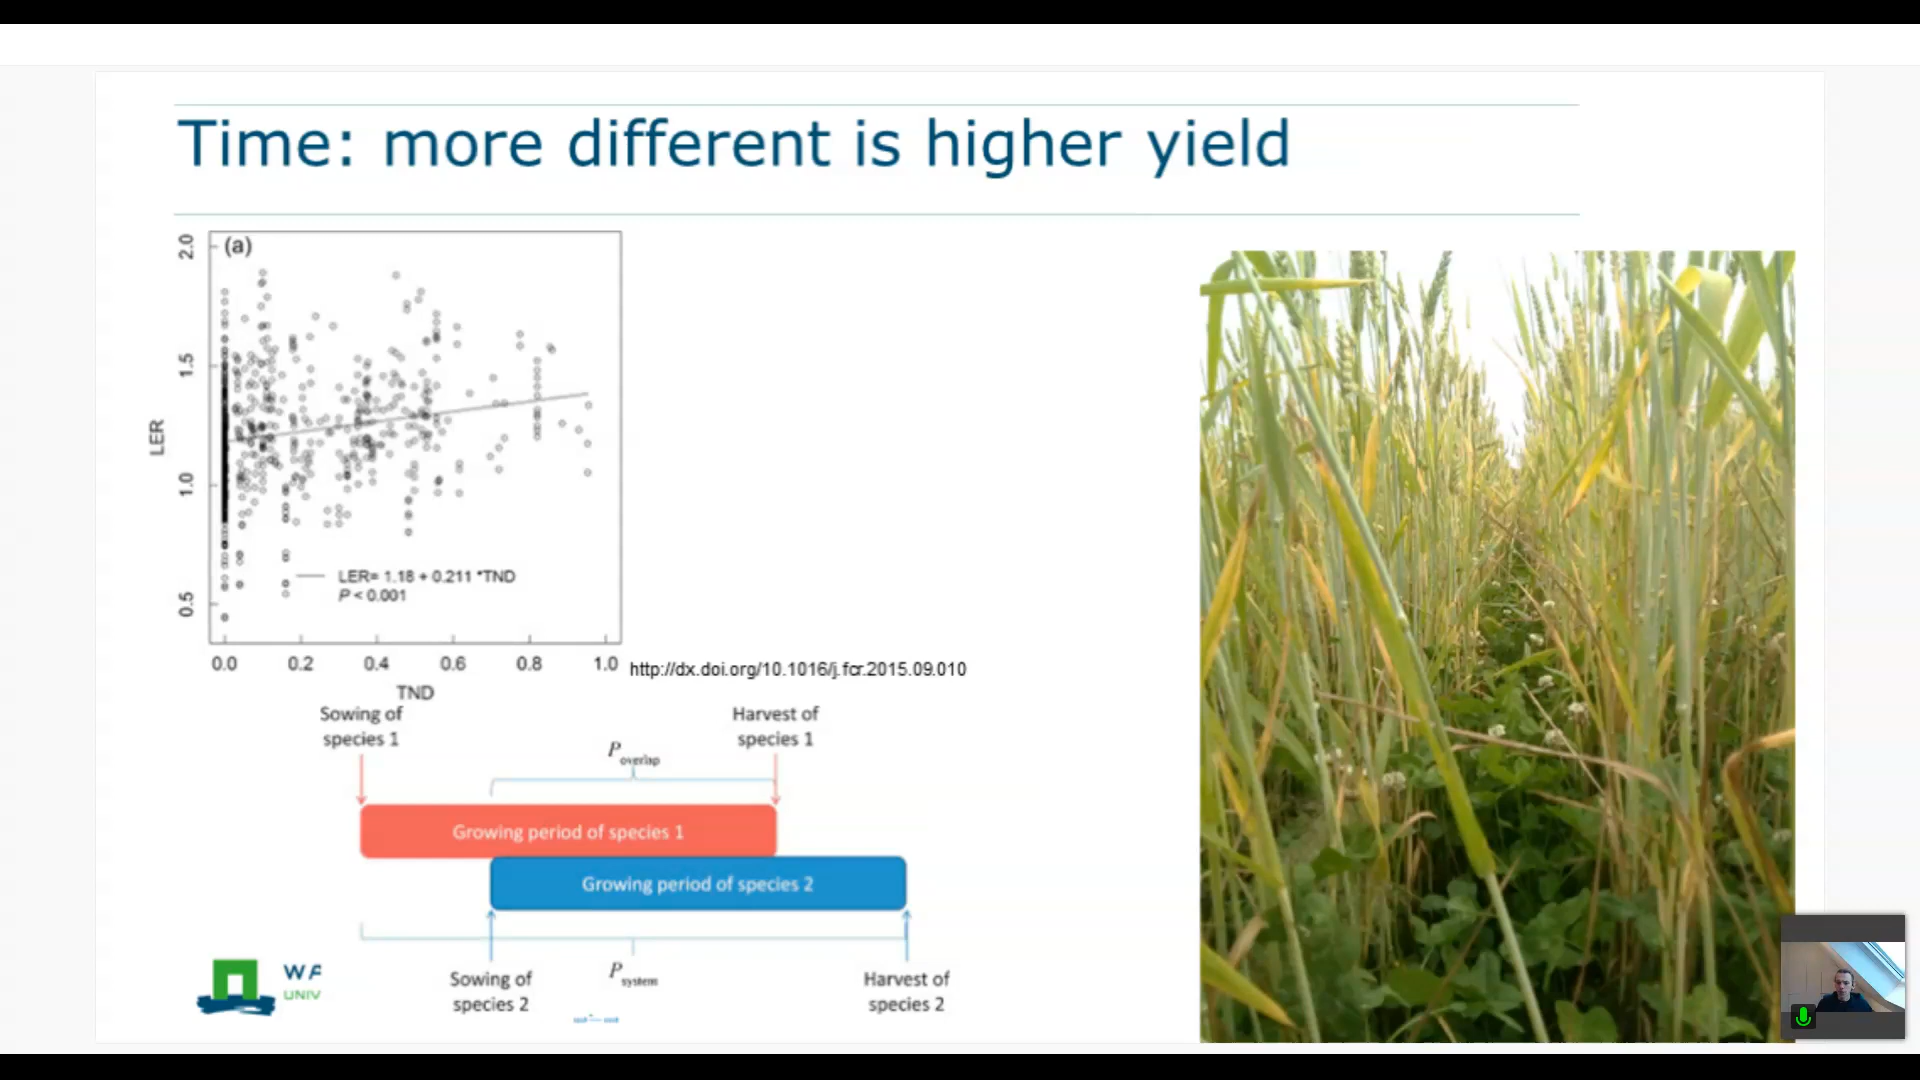 Time: more different is higher yield
(a)
2.0
1.5
1.0
0.5
LER
LER= 1.18 + 0.211 *TND
P < 0.001
0.0 0.2 0.4 0.6 0.8 1.0
TND
http://dx.doi.org/10.1016/j.fcr.2015.09.010
Sowing of
species 1
Harvest of
species 1
P overlap
Growing period of species 1
Growing period of species 2
Sowing of
species 2
P system
Harvest of
species 2
WA
UNIV